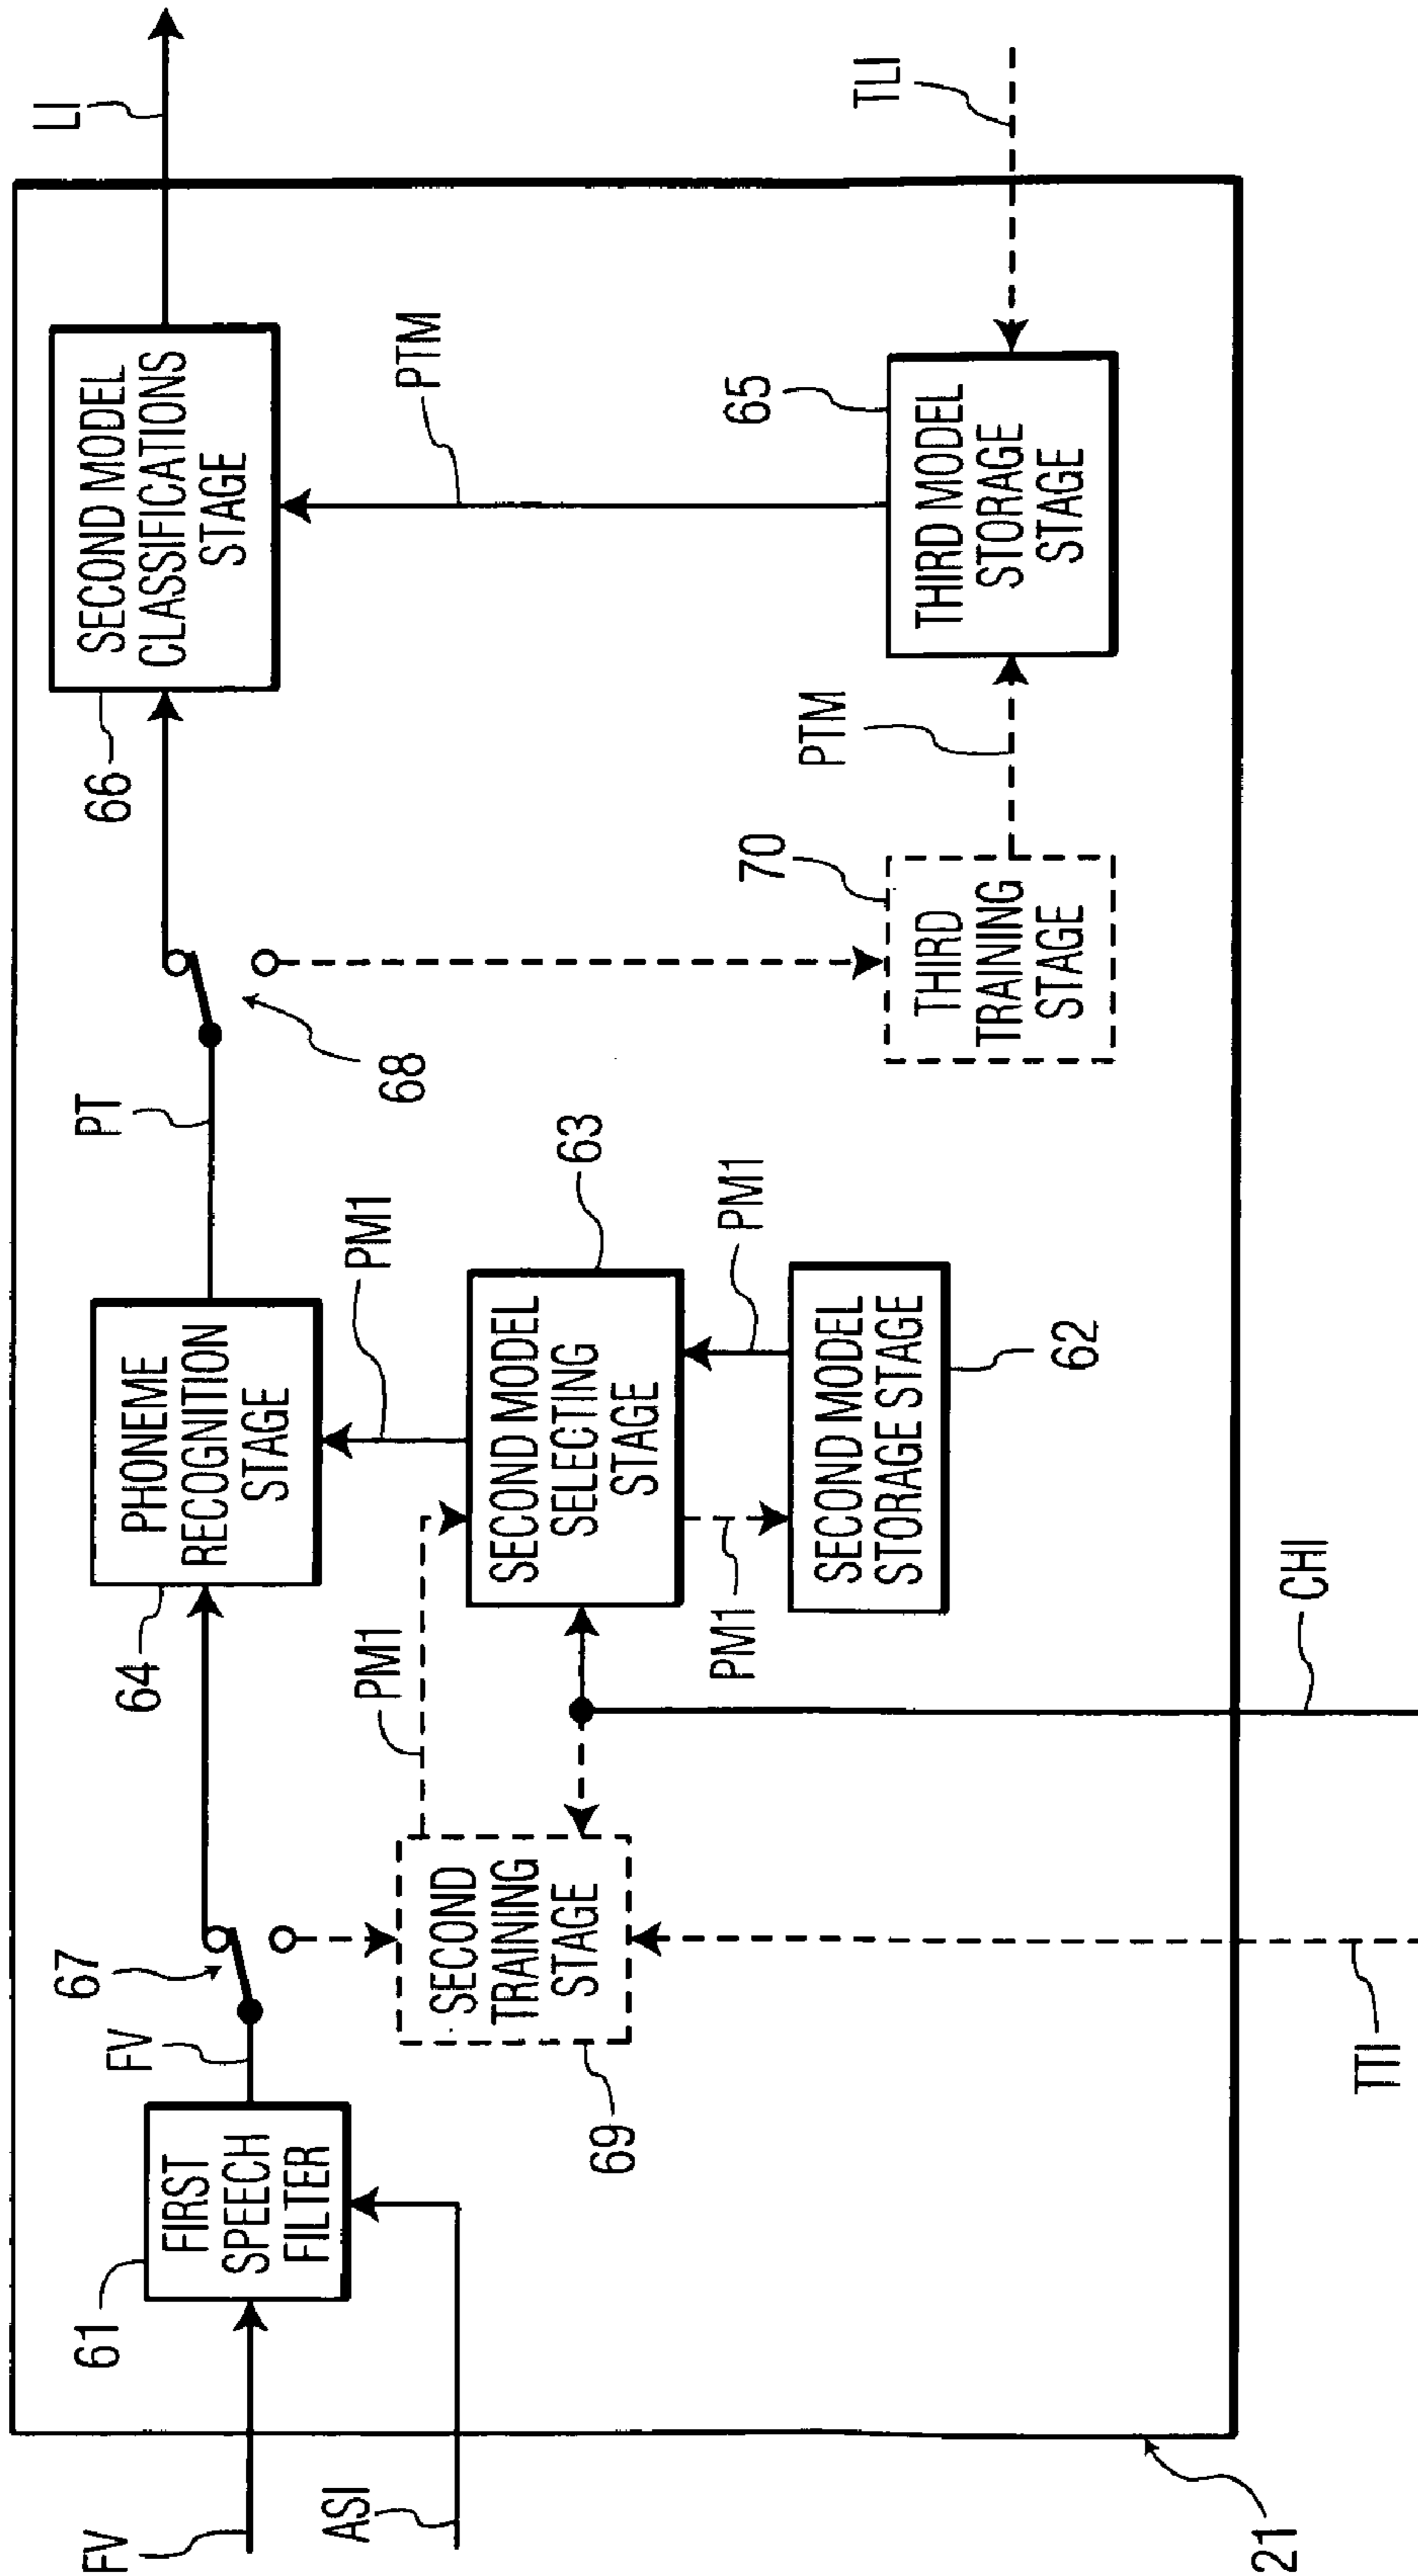 FV
ASI
21
61
FIRST
SPEECH
FILTER
FV
67
64
PHONEME
RECOGNITION
STAGE
PT
68
66
SECOND MODEL
CLASSIFICATIONS
STAGE
LI
69
SECOND
TRAINING
STAGE
PM1
PM1
SECOND MODEL
SELECTING
STAGE
63
PM1
PM1
SECOND MODEL
STORAGE STAGE
62
70
THIRD
TRAINING
STAGE
PTM
PTM
65
THIRD MODEL
STORAGE
STAGE
TLI
TTI
CHI